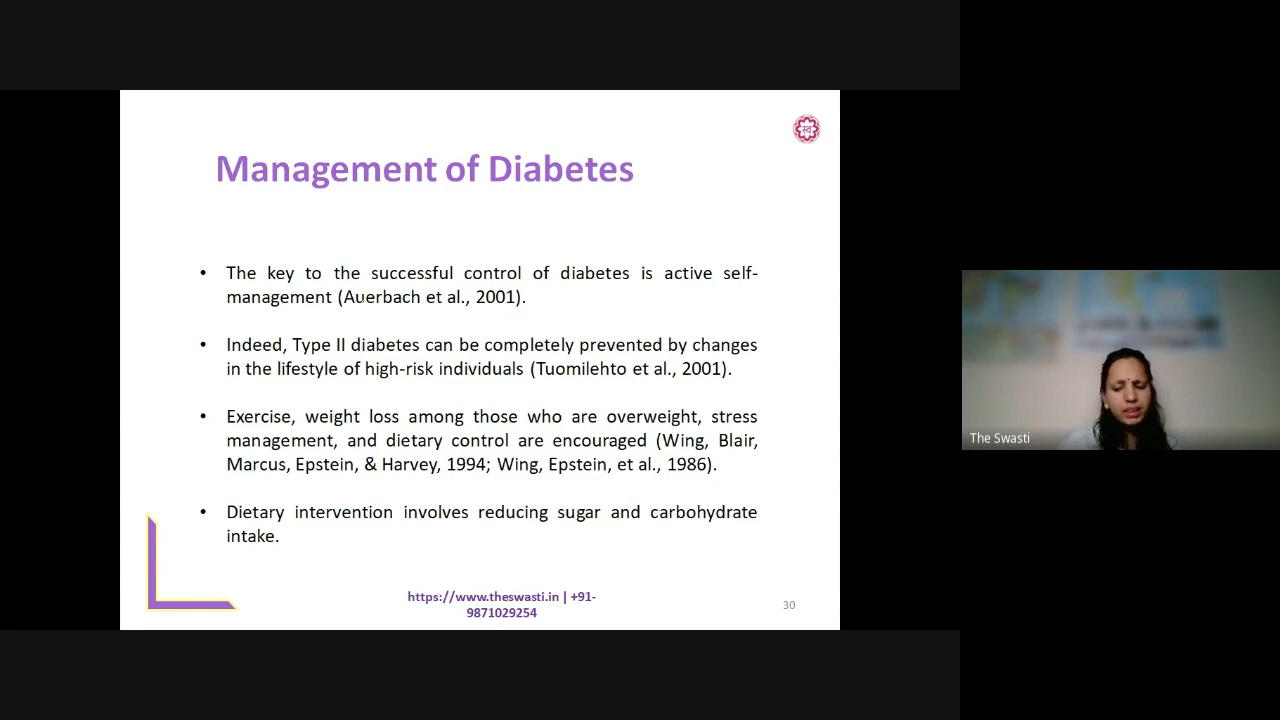 Management of Diabetes
• The key to the successful control of diabetes is active self-
management (Auerbach et al., 2001).
• Indeed, Type II diabetes can be completely prevented by changes
in the lifestyle of high-risk individuals (Tuomilehto et al., 2001).
• Exercise, weight loss among those who are overweight, stress
management, and dietary control are encouraged (Wing, Blair,
Marcus, Epstein, & Harvey, 1994; Wing, Epstein, et al., 1986).
• Dietary intervention involves reducing sugar and carbohydrate
intake.
https://www.theswasti.in | +91-
9871029254
30
The Swasti